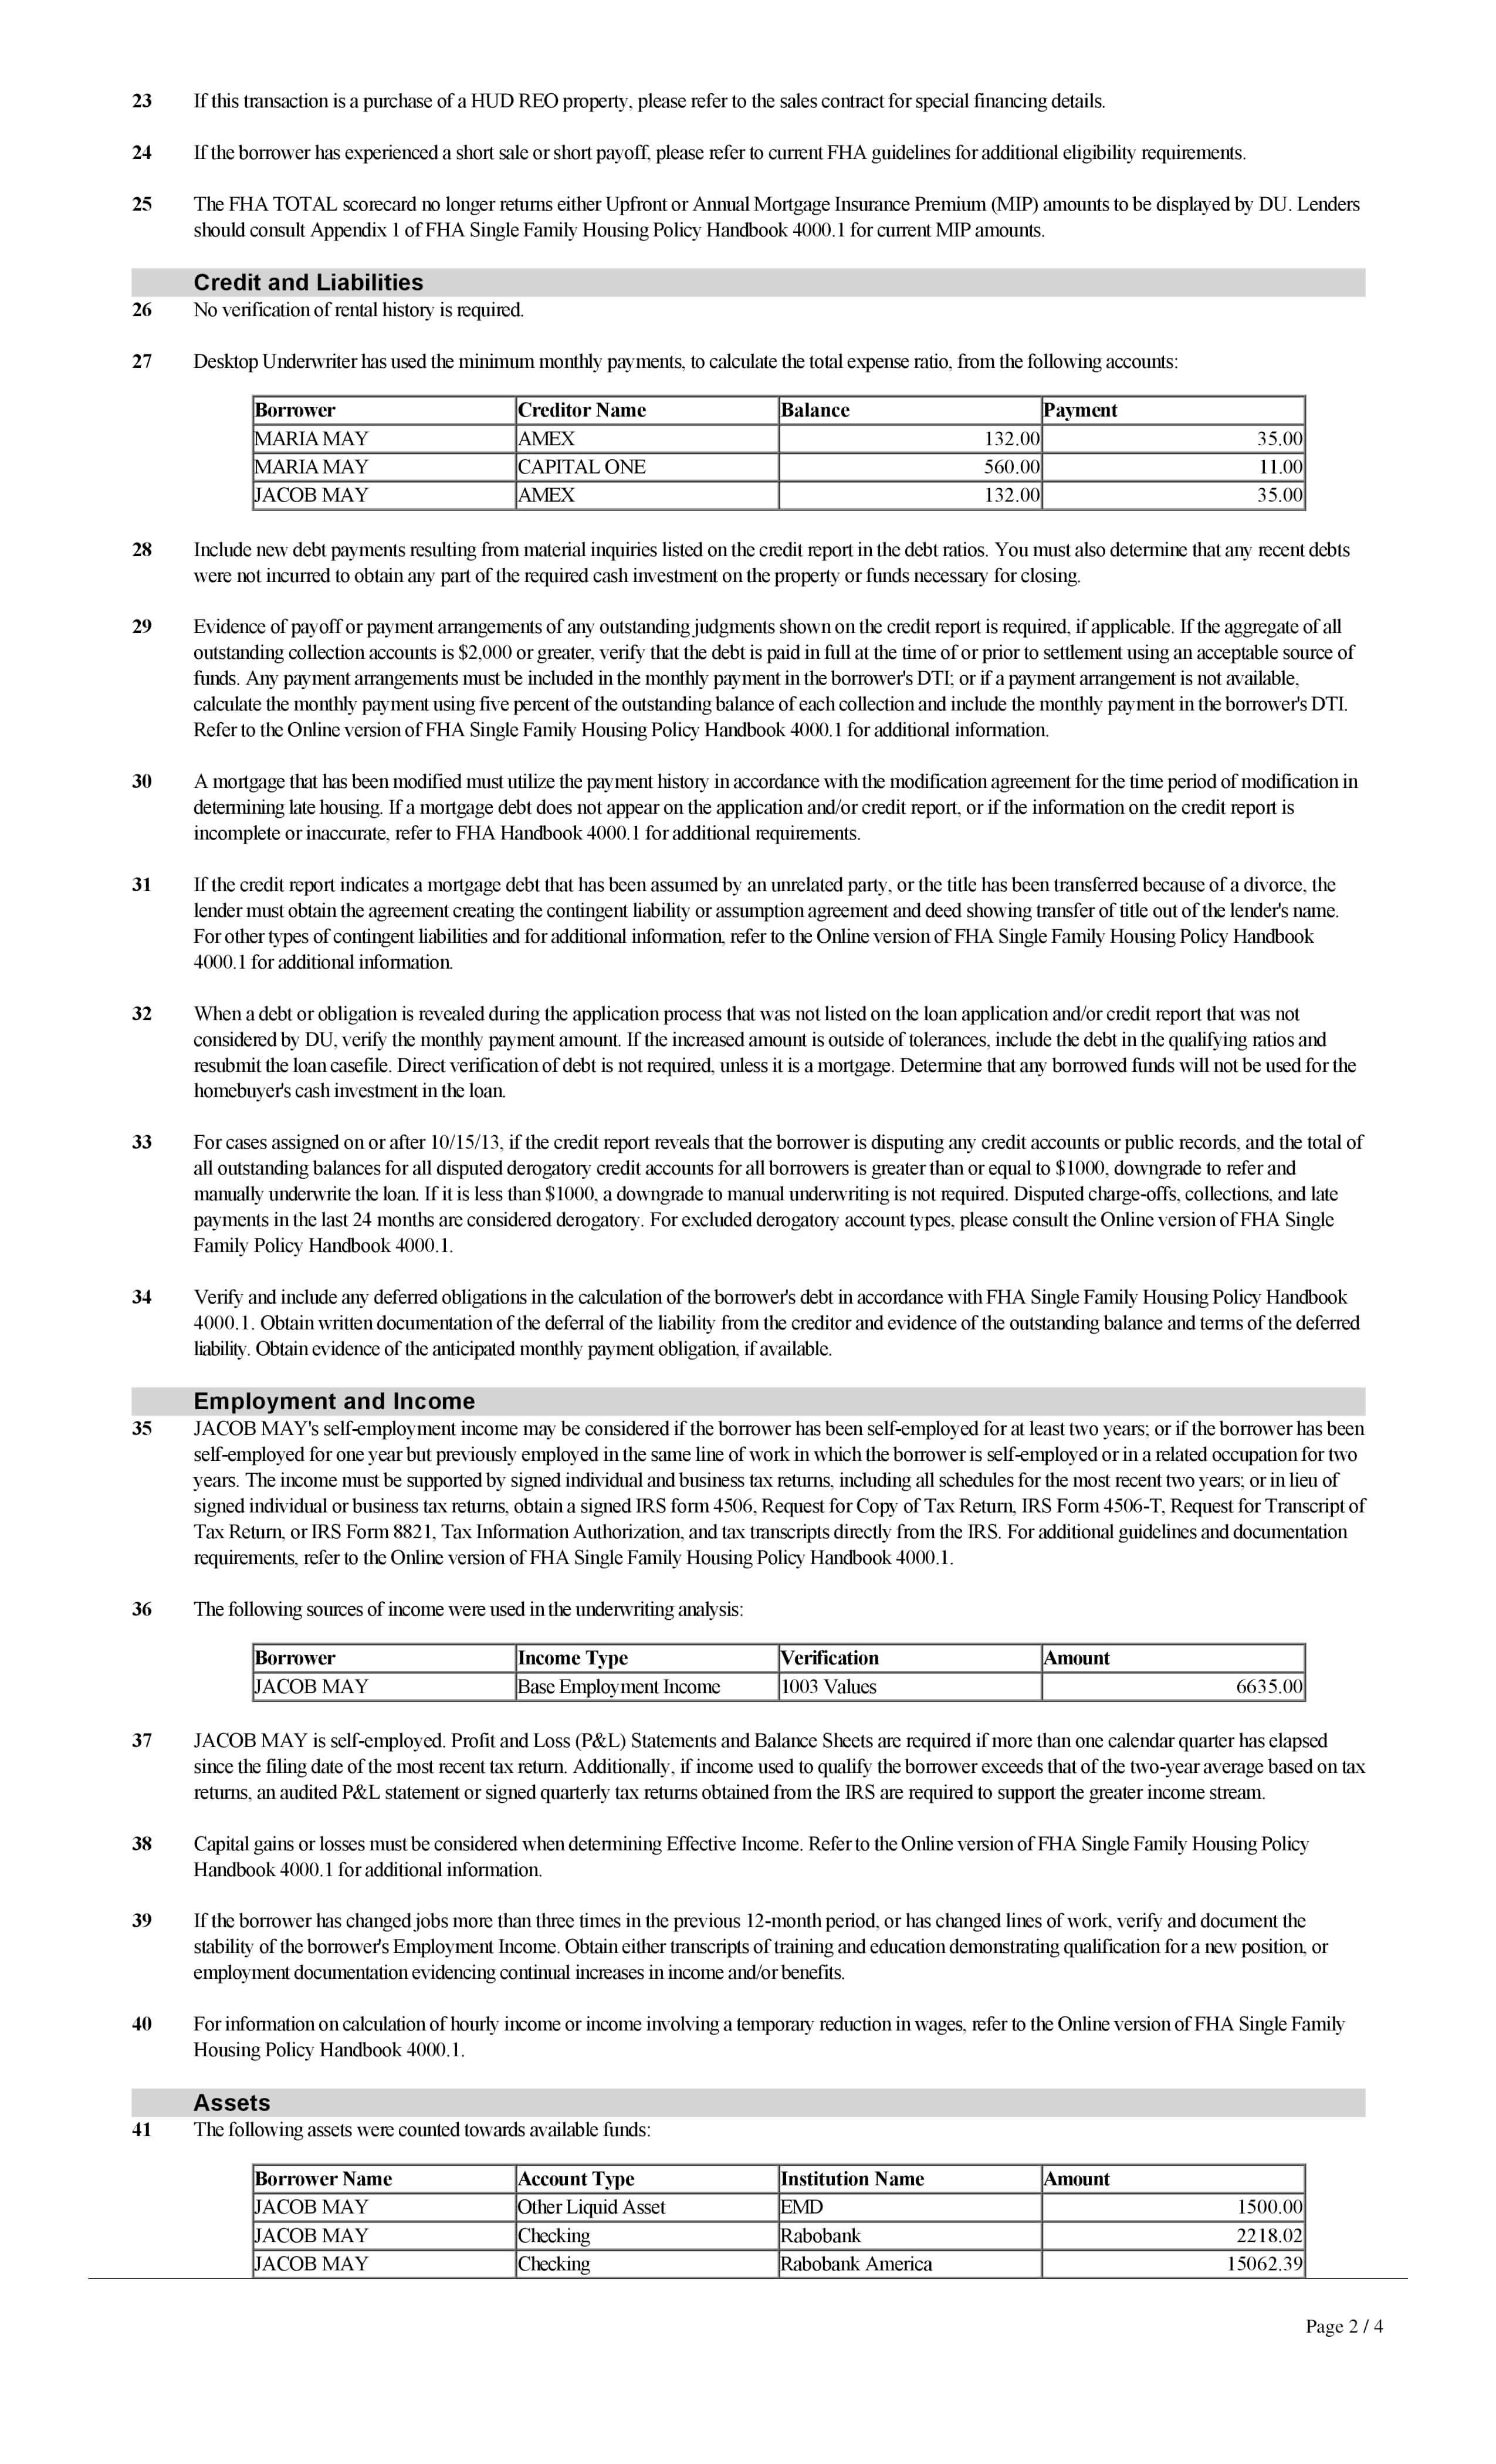 23 If this transaction is a purchase of a HUD REO property, please refer to the sales contract for special financing details.
24 If the borrower has experienced a short sale or short payoff, please refer to current FHA guidelines for additional eligibility requirements.
25 The FHA TOTAL scorecard no longer returns either Upfront or Annual Mortgage Insurance Premium (MIP) amounts to be displayed by DU. Lenders
should consult Appendix 1 of FHA Single Family Housing Policy Handbook 4000.1 for current MIP amounts.
Credit and Liabilities
26 No verification of rental history is required.
27 Desktop Underwriter has used the minimum monthly payments, to calculate the total expense ratio, from the following accounts:
Borrower Creditor Name Balance Payment
MARIA MAY AMEX 132.00 35.00
MARIA MAY CAPITAL ONE 560.00 11.00
JACOB MAY AMEX 132.00 35.00
28 Include new debt payments resulting from material inquiries listed on the credit report in the debt ratios. You must also determine that any recent debts
were not incurred to obtain any part of the required cash investment on the property or funds necessary for closing.
29 Evidence of payoff or payment arrangements of any outstanding judgments shown on the credit report is required, if applicable. If the aggregate of all
outstanding collection accounts is $2,000 or greater, verify that the debt is paid in full at the time of or prior to settlement using an acceptable source of
funds. Any payment arrangements must be included in the monthly payment in the borrower's DTI; or if a payment arrangement is not available,
calculate the monthly payment using five percent of the outstanding balance of each collection and include the monthly payment in the borrower's DTI.
Refer to the Online version of FHA Single Family Housing Policy Handbook 4000.1 for additional information.
30 A mortgage that has been modified must utilize the payment history in accordance with the modification agreement for the time period of modification in
determining late housing. If a mortgage debt does not appear on the application and/or credit report, or if the information on the credit report is
incomplete or inaccurate, refer to FHA Handbook 4000.1 for additional requirements.
31 If the credit report indicates a mortgage debt that has been assumed by an unrelated party, or the title has been transferred because of a divorce, the
lender must obtain the agreement creating the contingent liability or assumption agreement and deed showing transfer of title out of the lender's name.
For other types of contingent liabilities and for additional information, refer to the Online version of FHA Single Family Housing Policy Handbook
4000.1 for additional information.
32 When a debt or obligation is revealed during the application process that was not listed on the loan application and/or credit report that was not
considered by DU, verify the monthly payment amount. If the increased amount is outside of tolerances, include the debt in the qualifying ratios and
resubmit the loan casefile. Direct verification of debt is not required, unless it is a mortgage. Determine that any borrowed funds will not be used for the
homebuyer's cash investment in the loan.
33 For cases assigned on or after 10/15/13, if the credit report reveals that the borrower is disputing any credit accounts or public records, and the total of
all outstanding balances for all disputed derogatory credit accounts for all borrowers is greater than or equal to $1000, downgrade to refer and
manually underwrite the loan. If it is less than $1000, a downgrade to manual underwriting is not required. Disputed charge-offs, collections, and late
payments in the last 24 months are considered derogatory. For excluded derogatory account types, please consult the Online version of FHA Single
Family Policy Handbook 4000.1.
34 Verify and include any deferred obligations in the calculation of the borrower's debt in accordance with FHA Single Family Housing Policy Handbook
4000.1. Obtain written documentation of the deferral of the liability from the creditor and evidence of the outstanding balance and terms of the deferred
liability. Obtain evidence of the anticipated monthly payment obligation, if available.
Employment and Income
35 JACOB MAY's self-employment income may be considered if the borrower has been self-employed for at least two years; or if the borrower has been
self-employed for one year but previously employed in the same line of work in which the borrower is self-employed or in a related occupation for two
years. The income must be supported by signed individual and business tax returns, including all schedules for the most recent two years; or in lieu of
signed individual or business tax returns, obtain a signed IRS form 4506, Request for Copy of Tax Return, IRS Form 4506-T, Request for Transcript of
Tax Return, or IRS Form 8821, Tax Information Authorization, and tax transcripts directly from the IRS. For additional guidelines and documentation
requirements, refer to the Online version of FHA Single Family Housing Policy Handbook 4000.1.
36 The following sources of income were used in the underwriting analysis:
Borrower Income Type Verification Amount
JACOB MAY Base Employment Income 1003 Values 6635.00
37 JACOB MAY is self-employed. Profit and Loss (P&L) Statements and Balance Sheets are required if more than one calendar quarter has elapsed
since the filing date of the most recent tax return. Additionally, if income used to qualify the borrower exceeds that of the two-year average based on tax
returns, an audited P&L statement or signed quarterly tax returns obtained from the IRS are required to support the greater income stream.
38 Capital gains or losses must be considered when determining Effective Income. Refer to the Online version of FHA Single Family Housing Policy
Handbook 4000.1 for additional information.
39 If the borrower has changed jobs more than three times in the previous 12-month period, or has changed lines of work, verify and document the
stability of the borrower's Employment Income. Obtain either transcripts of training and education demonstrating qualification for a new position, or
employment documentation evidencing continual increases in income and/or benefits.
40 For information on calculation of hourly income or income involving a temporary reduction in wages, refer to the Online version of FHA Single Family
Housing Policy Handbook 4000.1.
Assets
41 The following assets were counted towards available funds:
Borrower Name Account Type Institution Name Amount
JACOB MAY Other Liquid Asset EMD 1500.00
JACOB MAY Checking Rabobank 2218.02
JACOB MAY Checking Rabobank America 15062.39
Page 2 / 4